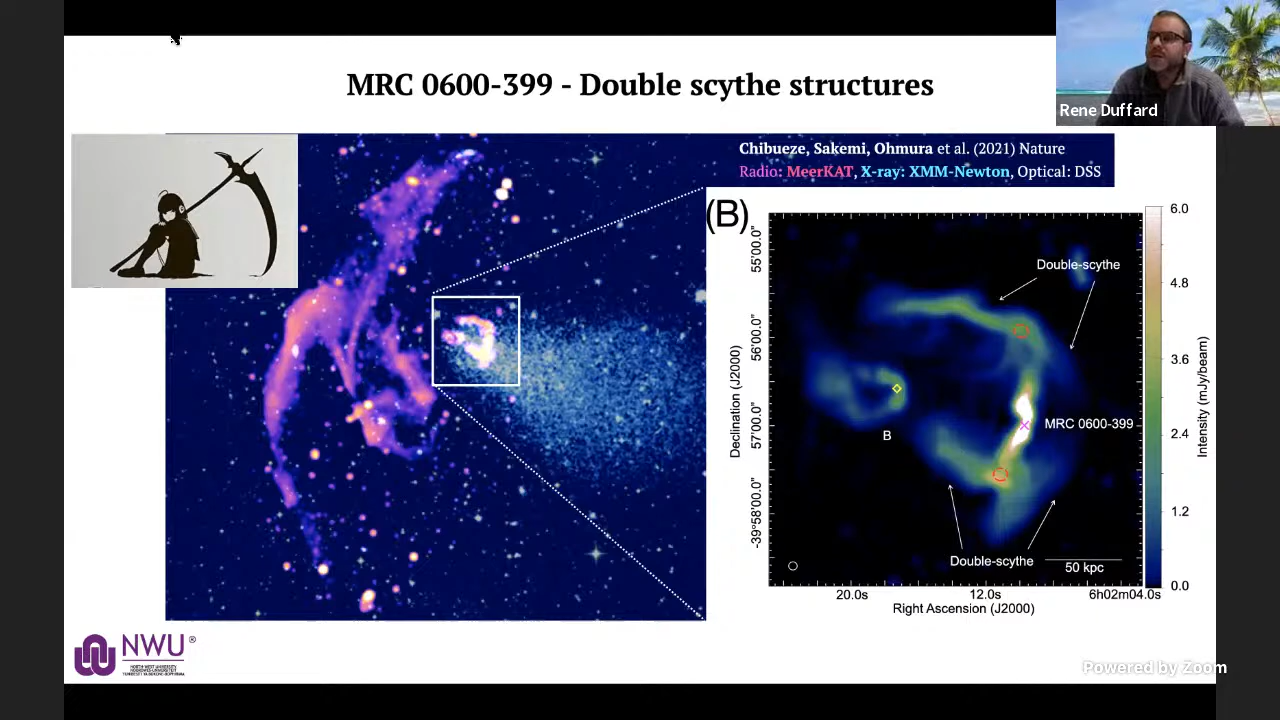 Rene Duffard
MRC 0600-399 - Double scythe structures
Chibueze, Sakemi, Ohmura et al. (2021) Nature
Radio: MeerKAT, X-ray: XMM-Newton, Optical: DSS
(B)
Declination (J2000)
55'00.0"
56'00.0"
57'00.0"
-39°58'00.0"
Double-scythe
MRC 0600-399
B
Double-scythe
50 kpc
20.0s
12.0s
6h02m04.0s
Right Ascension (J2000)
6.0
4.8
3.6
2.4
1.2
0.0
Intensity (mJy/beam)
NWU®
Powered by Zoom